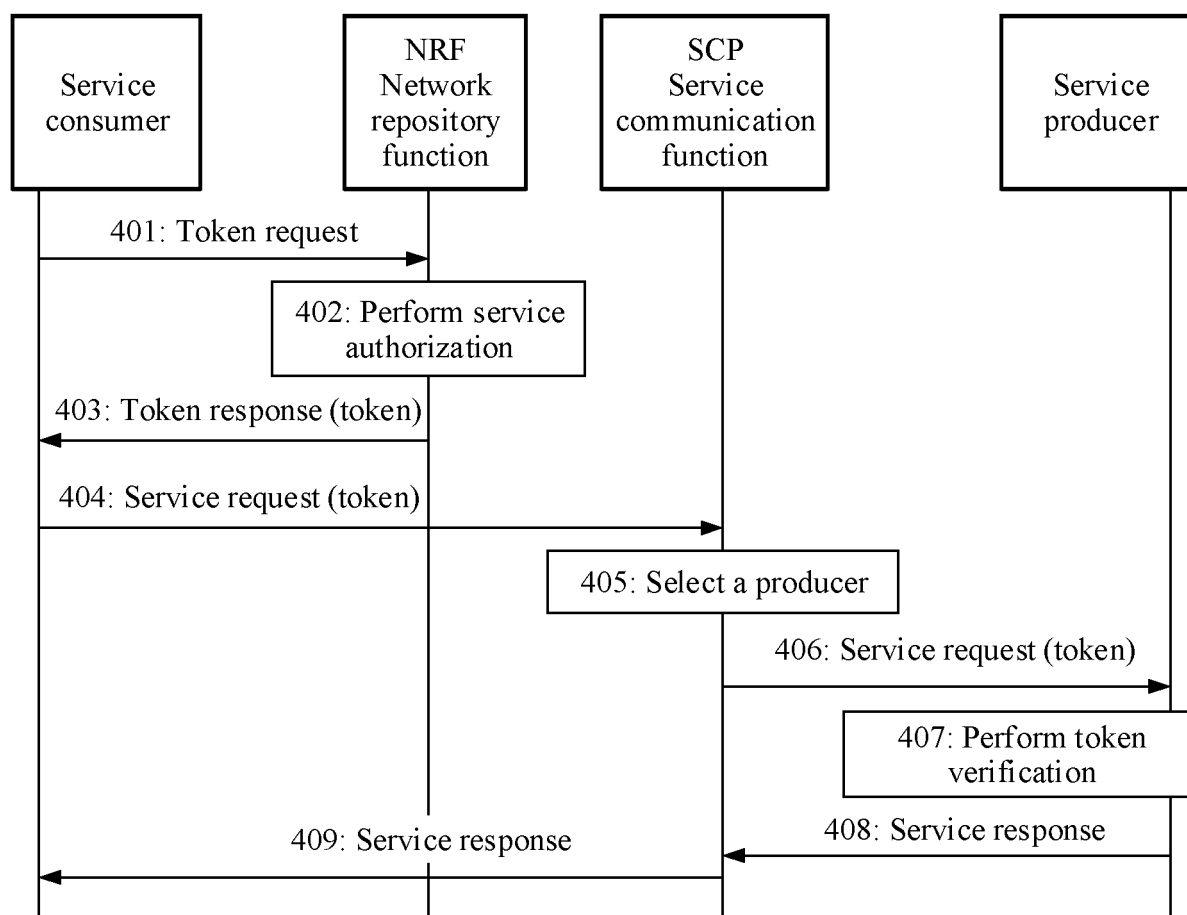 Service
consumer
NRF
Network
repository
function
SCP
Service
communication
function
Service
producer
401: Token request
402: Perform service
authorization
403: Token response (token)
404: Service request (token)
405: Select a producer
406: Service request (token)
407: Perform token
verification
408: Service response
409: Service response